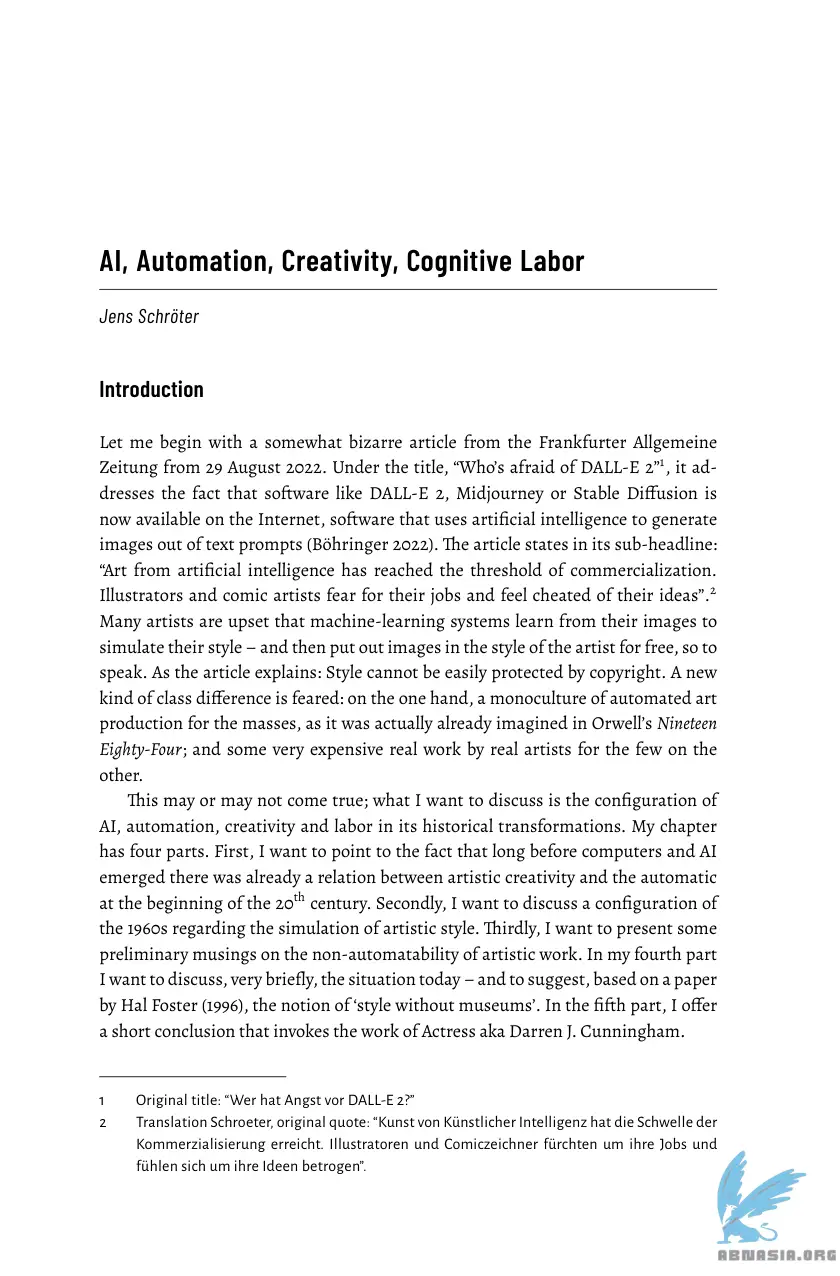 AI, Automation, Creativity, Cognitive Labor
Jens Schröter
Introduction
Let me begin with a somewhat bizarre article from the Frankfurter Allgemeine
Zeitung from 29 August 2022. Under the title, “Who’s afraid of DALL-E 2”1, it ad-
dresses the fact that software like DALL-E 2, Midjourney or Stable Diffusion is
now available on the Internet, software that uses artificial intelligence to generate
images out of text prompts (Böhringer 2022). The article states in its sub-headline:
“Art from artificial intelligence has reached the threshold of commercialization.
Illustrators and comic artists fear for their jobs and feel cheated of their ideas”.2
Many artists are upset that machine-learning systems learn from their images to
simulate their style – and then put out images in the style of the artist for free, so to
speak. As the article explains: Style cannot be easily protected by copyright. A new
kind of class difference is feared: on the one hand, a monoculture of automated art
production for the masses, as it was actually already imagined in Orwell’s Nineteen
Eighty-Four; and some very expensive real work by real artists for the few on the
other.
This may or may not come true; what I want to discuss is the configuration of
AI, automation, creativity and labor in its historical transformations. My chapter
has four parts. First, I want to point to the fact that long before computers and AI
emerged there was already a relation between artistic creativity and the automatic
at the beginning of the 20th century. Secondly, I want to discuss a configuration of
the 1960s regarding the simulation of artistic style. Thirdly, I want to present some
preliminary musings on the non-automatability of artistic work. In my fourth part
I want to discuss, very briefly, the situation today – and to suggest, based on a paper
by Hal Foster (1996), the notion of ‘style without museums’. In the fifth part, I offer
a short conclusion that invokes the work of Actress aka Darren J. Cunningham.
1 Original title: “Wer hat Angst vor DALL-E 2?”
2 Translation Schroeter, original quote: “Kunst von Künstlicher Intelligenz hat die Schwelle der
Kommerzialisierung erreicht. Illustratoren und Comiczeichner fürchten um ihre Jobs und
fühlen sich um ihre Ideen betrogen”.
ABNASIA.ORG